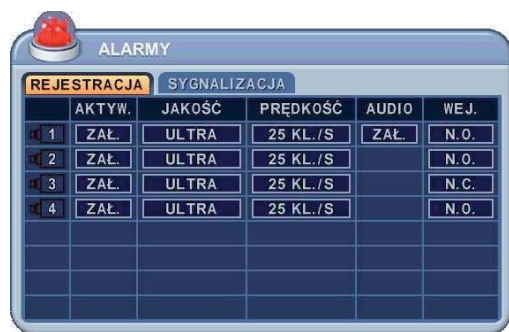 ALARMY
REJESTRACJA SYGNALIZACJA
AKTYW. JAKOŚĆ PRĘDKOŚĆ AUDIO WEJ.
1 ZAŁ. ULTRA 25 KL./S ZAŁ. N.O.
2 ZAŁ. ULTRA 25 KL./S N.O.
3 ZAŁ. ULTRA 25 KL./S N.C.
4 ZAŁ. ULTRA 25 KL./S N.O.